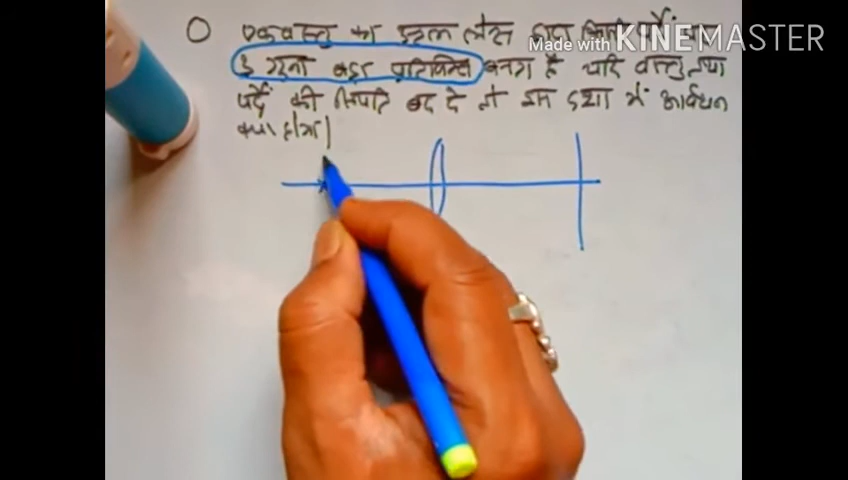 एक वस्तु का उत्तल लेंस द्वारा किसी पर्दे
Made with KINEMASTER
3 गुना बड़ा प्रतिबिम्ब बनता है यदि वस्तु तथा
पर्दे की स्थिति बदल दे तो इस दशा में आवर्धन
क्या होगा|